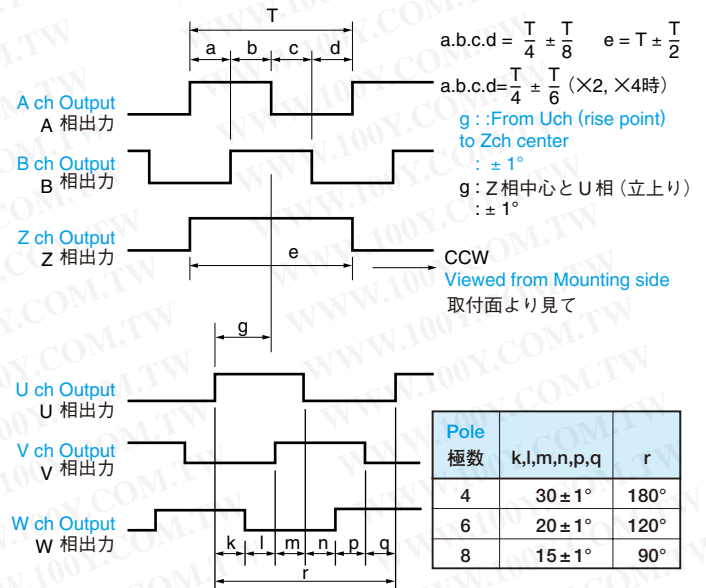 T
a b c d
A ch Output
A 相出力
B ch Output
B 相出力
Z ch Output
Z 相出力
e
g
U ch Output
U 相出力
V ch Output
V 相出力
W ch Output
W 相出力
k l m n p q
r
a.b.c.d = T/4 ± T/8 e = T ± T/2
a.b.c.d=T/4 ± T/6 (×2, ×4時)
g : :From Uch (rise point)
to Zch center
: ± 1°
g : Z相中心とU相 (立上り)
: ± 1°
CCW
Viewed from Mounting side
取付面より見て
Pole
極数 k,l,m,n,p,q r
4 30±1° 180°
6 20±1° 120°
8 15±1° 90°
WWW.100Y.COM.TW